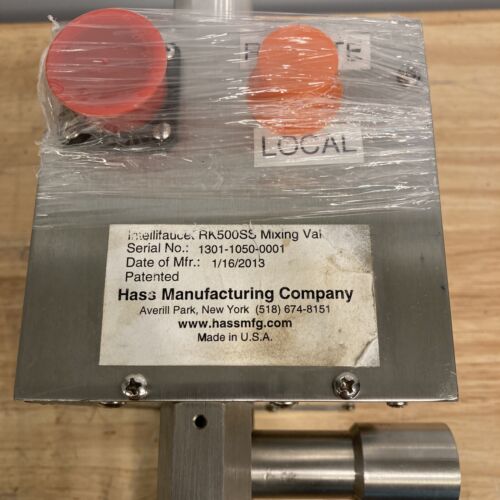 LOCAL
Intellifaucet RK500SS Mixing Val
Serial No.: 1301-1050-0001
Date of Mfr.: 1/16/2013
Patented
Hass Manufacturing Company
Averill Park, New York (518) 674-8151
www.hassmfg.com
Made in U.S.A.